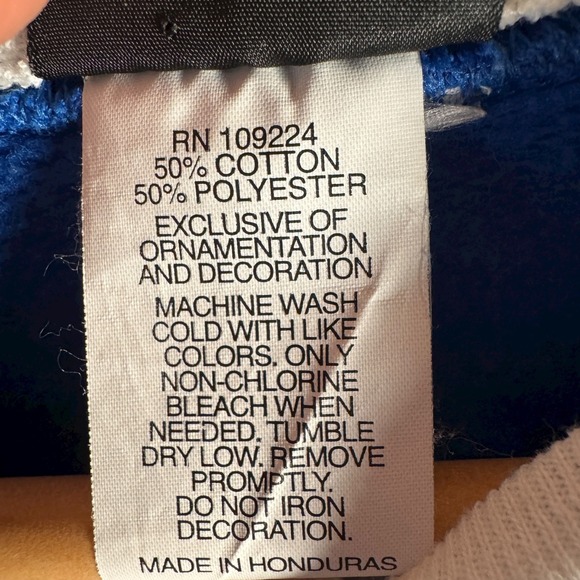 RN 109224
50% COTTON
50% POLYESTER
EXCLUSIVE OF
ORNAMENTATION
AND DECORATION
MACHINE WASH
COLD WITH LIKE
COLORS. ONLY
NON-CHLORINE
BLEACH WHEN
NEEDED. TUMBLE
DRY LOW. REMOVE
PROMPTLY.
DO NOT IRON
DECORATION.
MADE IN HONDURAS